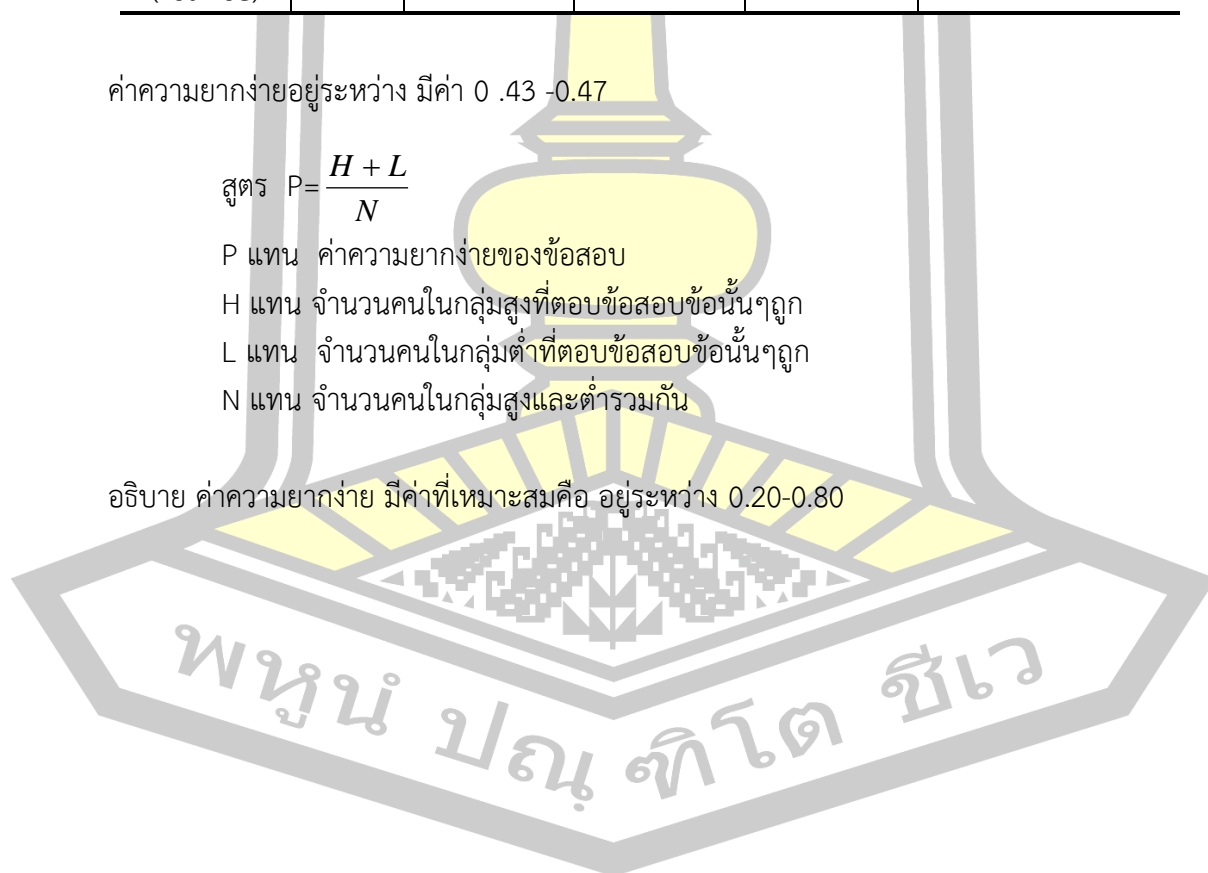 ค่าความยากง่ายอยู่ระหว่าง มีค่า 0 .43 -0.47
สูตร P= \frac{H + L}{N}
P แทน ค่าความยากง่ายของข้อสอบ
H แทน จำนวนคนในกลุ่มสูงที่ตอบข้อสอบข้อนั้นๆถูก
L แทน จำนวนคนในกลุ่มต่ำที่ตอบข้อสอบข้อนั้นๆถูก
N แทน จำนวนคนในกลุ่มสูงและต่ำรวมกัน
อธิบาย ค่าความยากง่าย มีค่าที่เหมาะสมคือ อยู่ระหว่าง 0.20-0.80
พหูนํ ปณฺฑิโต ชีเว